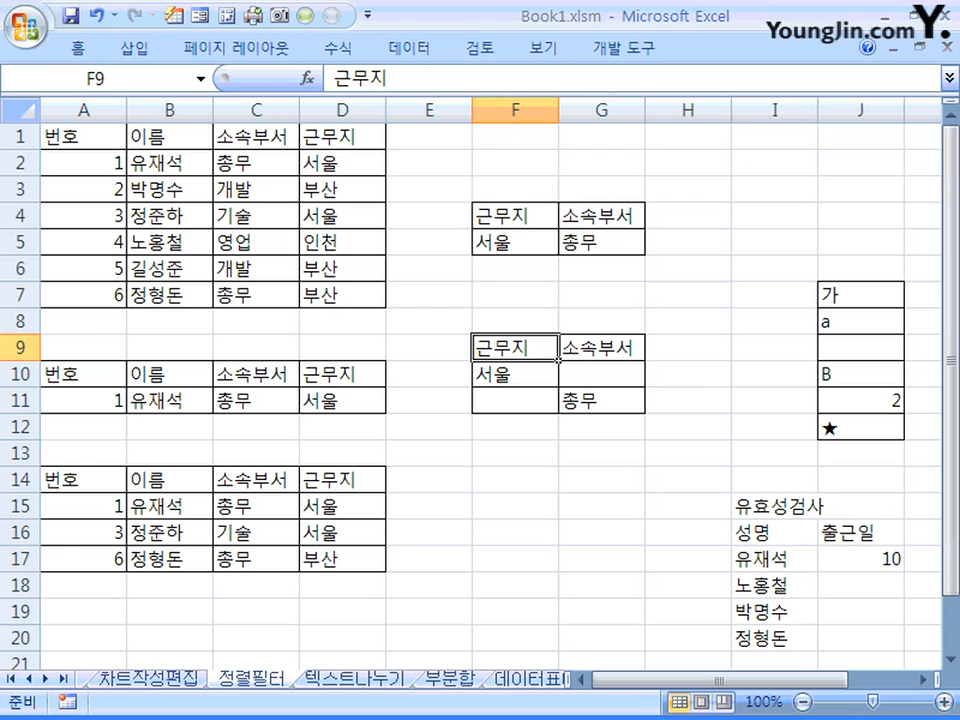 Book1.xlsm - Microsoft Excel
YoungJin.com Y.
홈 삽입 페이지 레이아웃 수식 데이터 검토 보기 개발 도구
F9 fx 근무지
A B C D E F G H I J
1 번호 이름 소속부서 근무지
2 1 유재석 총무 서울
3 2 박명수 개발 부산
4 3 정준하 기술 서울 근무지 소속부서
5 4 노홍철 영업 인천 서울 총무
6 5 길성준 개발 부산
7 6 정형돈 총무 부산 가
8 a
9 근무지 소속부서
10 번호 이름 소속부서 근무지 서울 B
11 1 유재석 총무 서울 총무 2
12 ★
13
14 번호 이름 소속부서 근무지
15 1 유재석 총무 서울 유효성검사
16 3 정준하 기술 서울 성명 출근일
17 6 정형돈 총무 부산 유재석 10
18 노홍철
19 박명수
20 정형돈
21
차트작성편집 정렬필터 텍스트나누기 부분합 데이터표
준비 100%